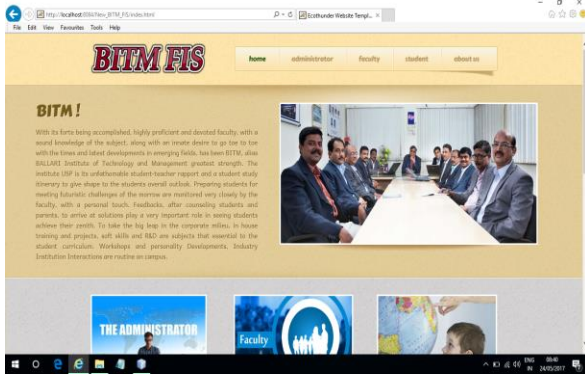 http://localhost:8084/New_BITM_FIS/index.html
Ecothunder Website Templ...
File Edit View Favourites Tools Help
BITM FIS
home administrator faculty student about us
BITM !
With its forte being accomplished, highly proficient and devoted faculty, with a
sound knowledge of the subject, along with an innate desire to go toe to toe
with the times and latest developments in emerging fields, has been BITM, alias
BALLARI Institute of Technology and Management greatest strength. The
institute USP is its unfathomable student-teacher rapport and a student study
itinerary to give shape to the students overall outlook. Preparing students for
meeting futuristic challenges of the morrow are monitored very closely by the
faculty, with a personal touch. Feedbacks, after counseling students and
parents, to arrive at solutions play a very important role in seeing students
achieve their zenith. To take the big leap in the corporate milieu, in house
training and projects, soft skills and R&D are subjects that essential to the
student curriculum. Workshops and personality Developments, Industry
Institution Interactions are routine on campus.
THE ADMINISTRATOR
Faculty
ENG 08:40
IN 24/05/2017